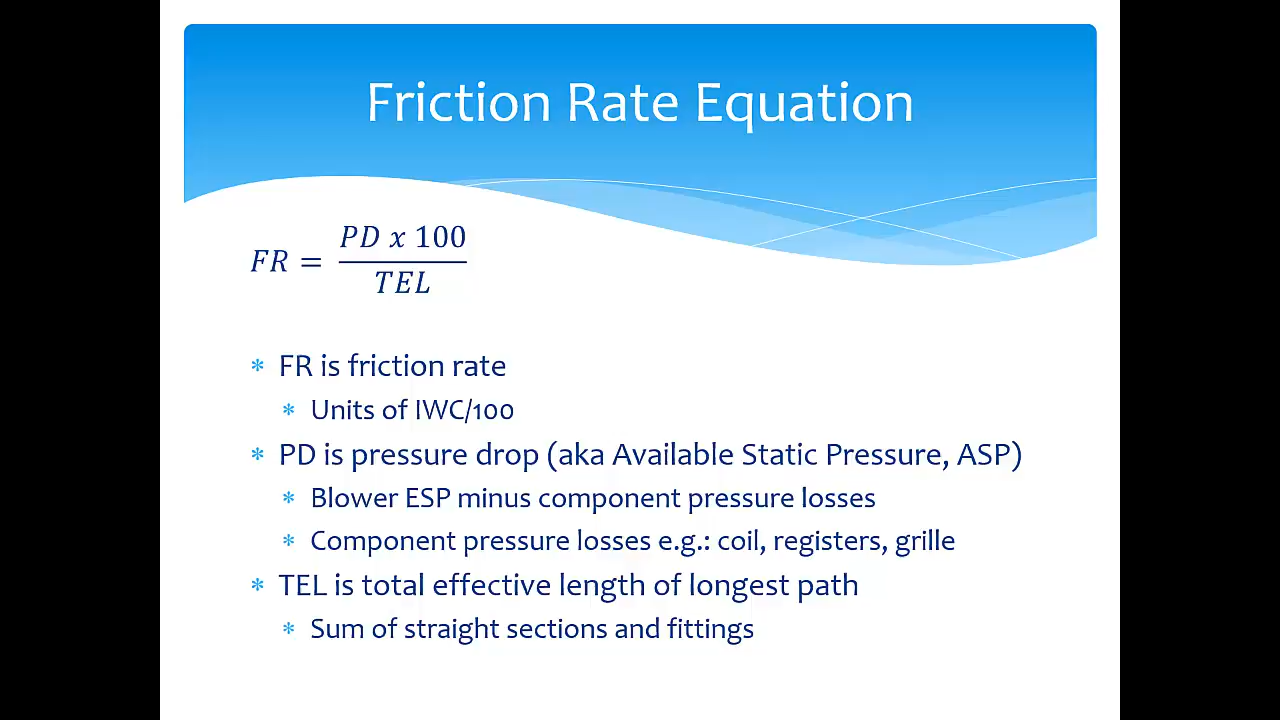 Friction Rate Equation
FR = PD x 100 / TEL
* FR is friction rate
* Units of IWC/100
* PD is pressure drop (aka Available Static Pressure, ASP)
* Blower ESP minus component pressure losses
* Component pressure losses e.g.: coil, registers, grille
* TEL is total effective length of longest path
* Sum of straight sections and fittings